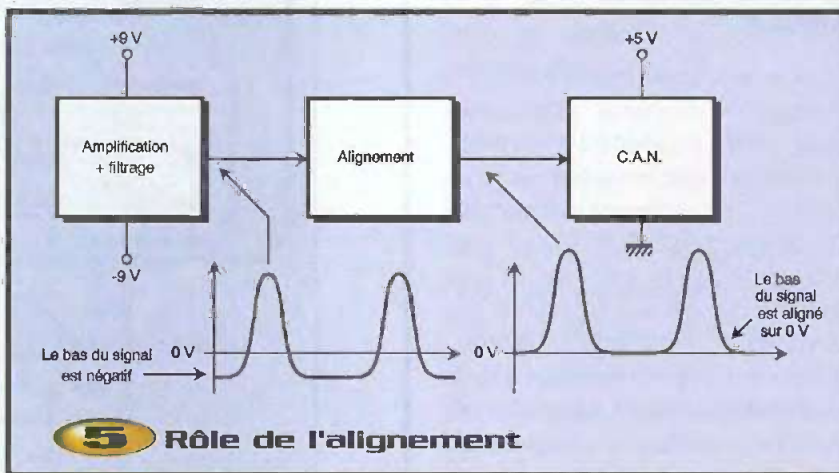 +9 V
+5 V
Amplification
+ filtrage
Alignement
C.A.N.
-9 V
Le bas du signal
est négatif
0 V
0 V
Le bas
du signal
est aligné
sur 0 V
5 Rôle de l'alignement